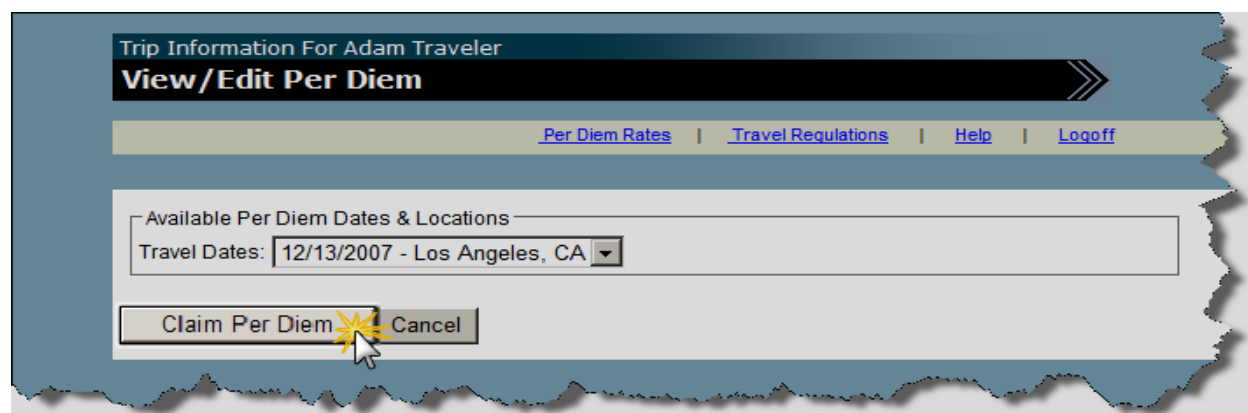 Trip Information For Adam Traveler
View/Edit Per Diem
Per Diem Rates | Travel Regulations | Help | Logoff
Available Per Diem Dates & Locations
Travel Dates: 12/13/2007 - Los Angeles, CA
Claim Per Diem Cancel